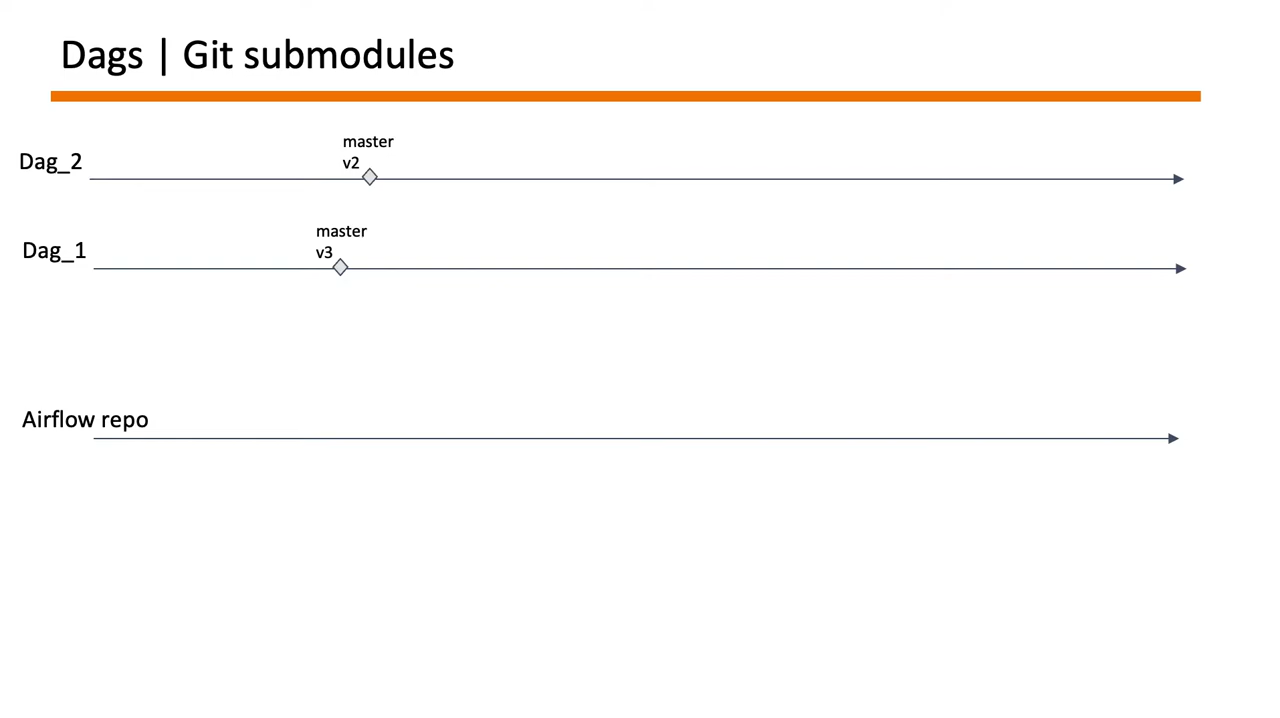 Dags | Git submodules
master
v2
Dag_2
master
v3
Dag_1
Airflow repo